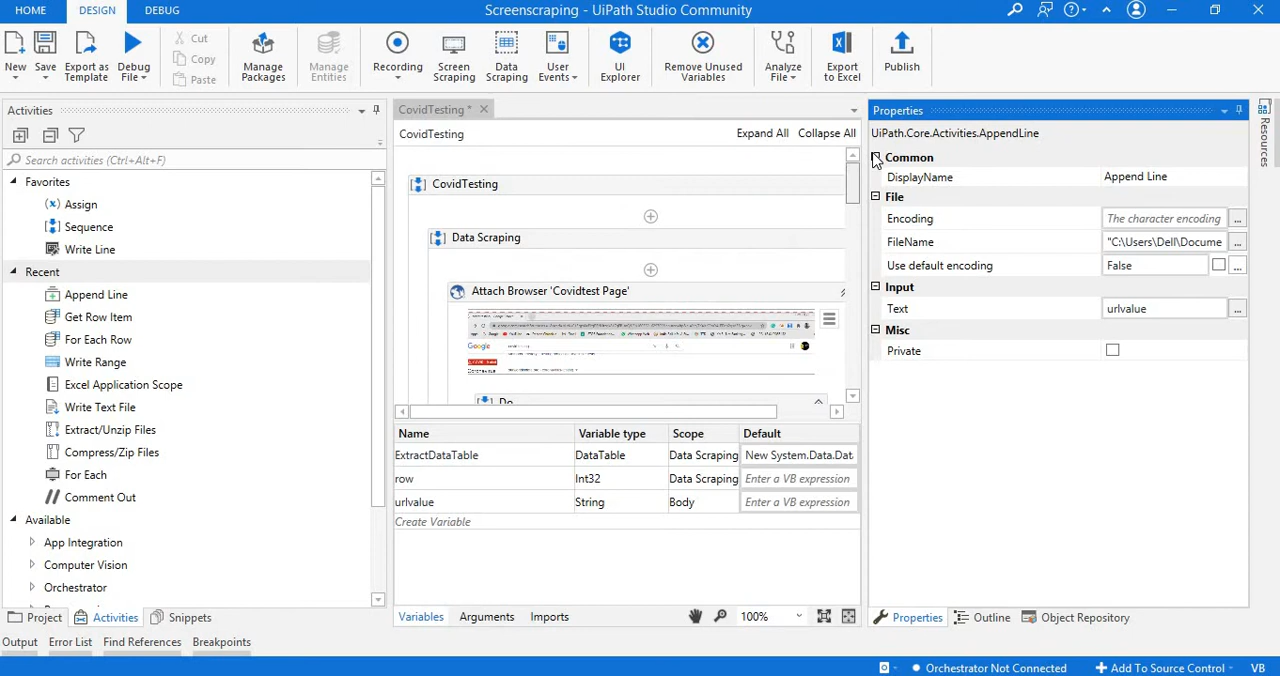 HOME
DESIGN
DEBUG
Screenscraping - UiPath Studio Community
New
Save
Export as
Template
Debug
File
Cut
Copy
Paste
Manage
Packages
Manage
Entities
Recording
Screen
Scraping
Data
Scraping
User
Events
UI
Explorer
Remove Unused
Variables
Analyze
File
Export
to Excel
Publish
Activities
Search activities (Ctrl+Alt+F)
Favorites
Assign
Sequence
Write Line
Recent
Append Line
Get Row Item
For Each Row
Write Range
Excel Application Scope
Write Text File
Extract/Unzip Files
Compress/Zip Files
For Each
Comment Out
Available
App Integration
Computer Vision
Orchestrator
Project
Activities
Snippets
CovidTesting *
CovidTesting
Expand All
Collapse All
CovidTesting
Data Scraping
Attach Browser 'Covidtest Page'
Google
Do
Name Variable type Scope Default
ExtractDataTable DataTable Data Scraping New System.Data.Dat
row Int32 Data Scraping Enter a VB expression
urlvalue String Body Enter a VB expression
Create Variable
Variables
Arguments
Imports
100%
Properties
UiPath.Core.Activities.AppendLine
Common
DisplayName Append Line
File
Encoding The character encoding ...
FileName "C:\Users\Dell\Docume ...
Use default encoding False ...
Input
Text urlvalue ...
Misc
Private
Properties
Outline
Object Repository
Resources
Output
Error List
Find References
Breakpoints
Orchestrator Not Connected
Add To Source Control
VB